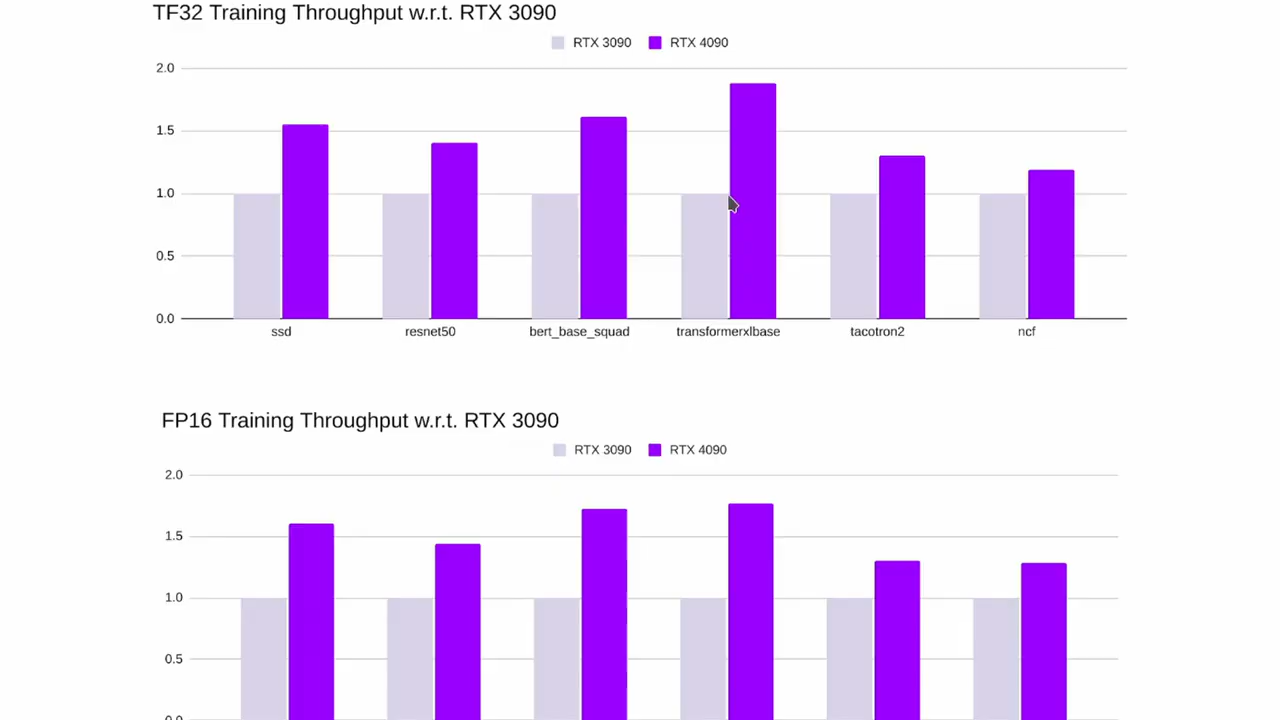 TF32 Training Throughput w.r.t. RTX 3090
RTX 3090 RTX 4090
2.0
1.5
1.0
0.5
0.0
ssd resnet50 bert_base_squad transformerxlbase tacotron2 ncf
FP16 Training Throughput w.r.t. RTX 3090
RTX 3090 RTX 4090
2.0
1.5
1.0
0.5
0.0